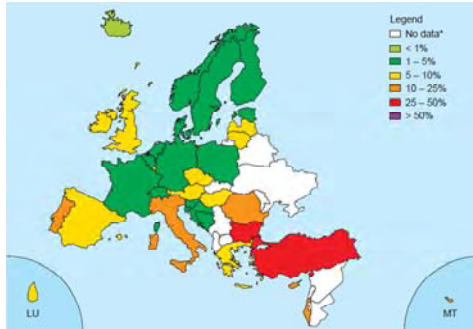 Legend
No data*
< 1%
1 – 5%
5 – 10%
10 – 25%
25 – 50%
> 50%
LU
MT